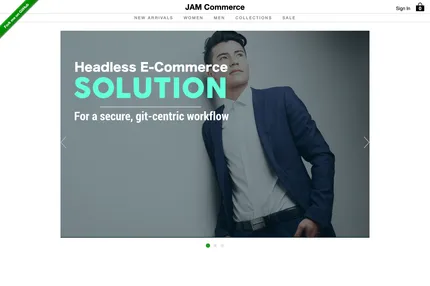 Fork me on GitHub
JAM Commerce
Sign In
0
NEW ARRIVALS WOMEN MEN COLLECTIONS SALE
Headless E-Commerce
SOLUTION
For a secure, git-centric workflow